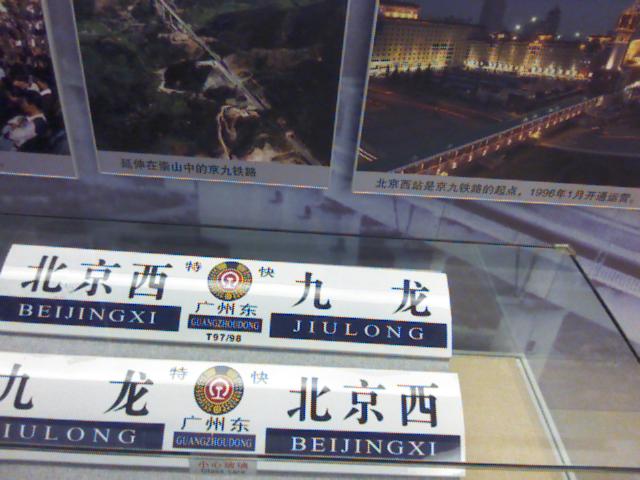 延伸在崇山中的京九铁路
北京西站是京九铁路的起点，1996年1月开通运营。
北京西 特 快 九 龙
广州东
BEIJINGXI GUANGZHOUDONG JIULONG
T97/98
九 龙 特 快 北京西
广州东
JIULONG GUANGZHOUDONG BEIJINGXI
小心玻璃